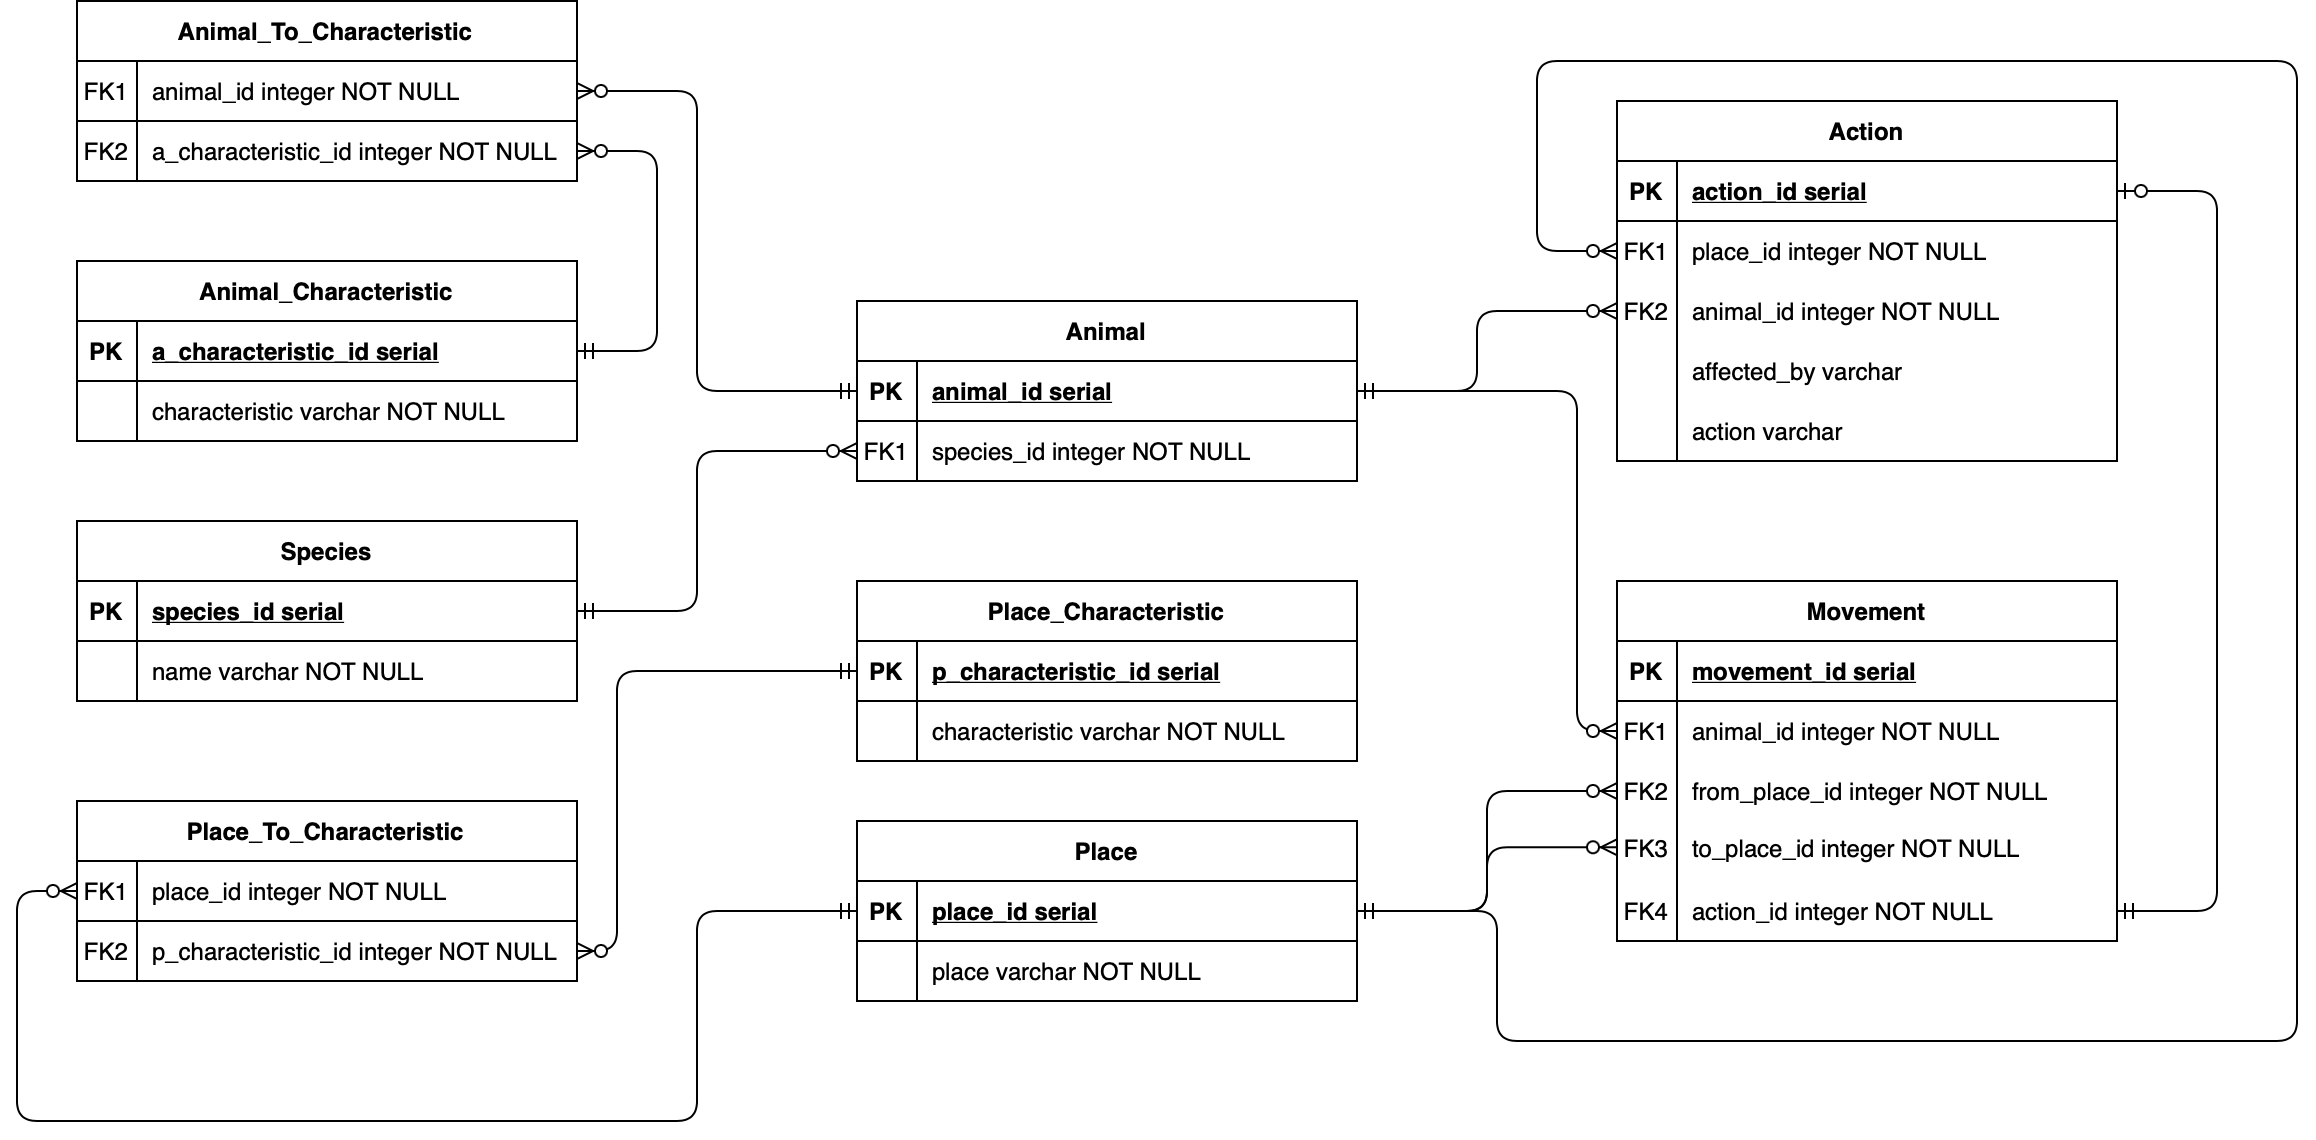 Animal_To_Characteristic
FK1 animal_id integer NOT NULL
FK2 a_characteristic_id integer NOT NULL
Animal_Characteristic
PK a_characteristic_id serial
characteristic varchar NOT NULL
Species
PK species_id serial
name varchar NOT NULL
Place_To_Characteristic
FK1 place_id integer NOT NULL
FK2 p_characteristic_id integer NOT NULL
Animal
PK animal_id serial
FK1 species_id integer NOT NULL
Place_Characteristic
PK p_characteristic_id serial
characteristic varchar NOT NULL
Place
PK place_id serial
place varchar NOT NULL
Action
PK action_id serial
FK1 place_id integer NOT NULL
FK2 animal_id integer NOT NULL
affected_by varchar
action varchar
Movement
PK movement_id serial
FK1 animal_id integer NOT NULL
FK2 from_place_id integer NOT NULL
FK3 to_place_id integer NOT NULL
FK4 action_id integer NOT NULL